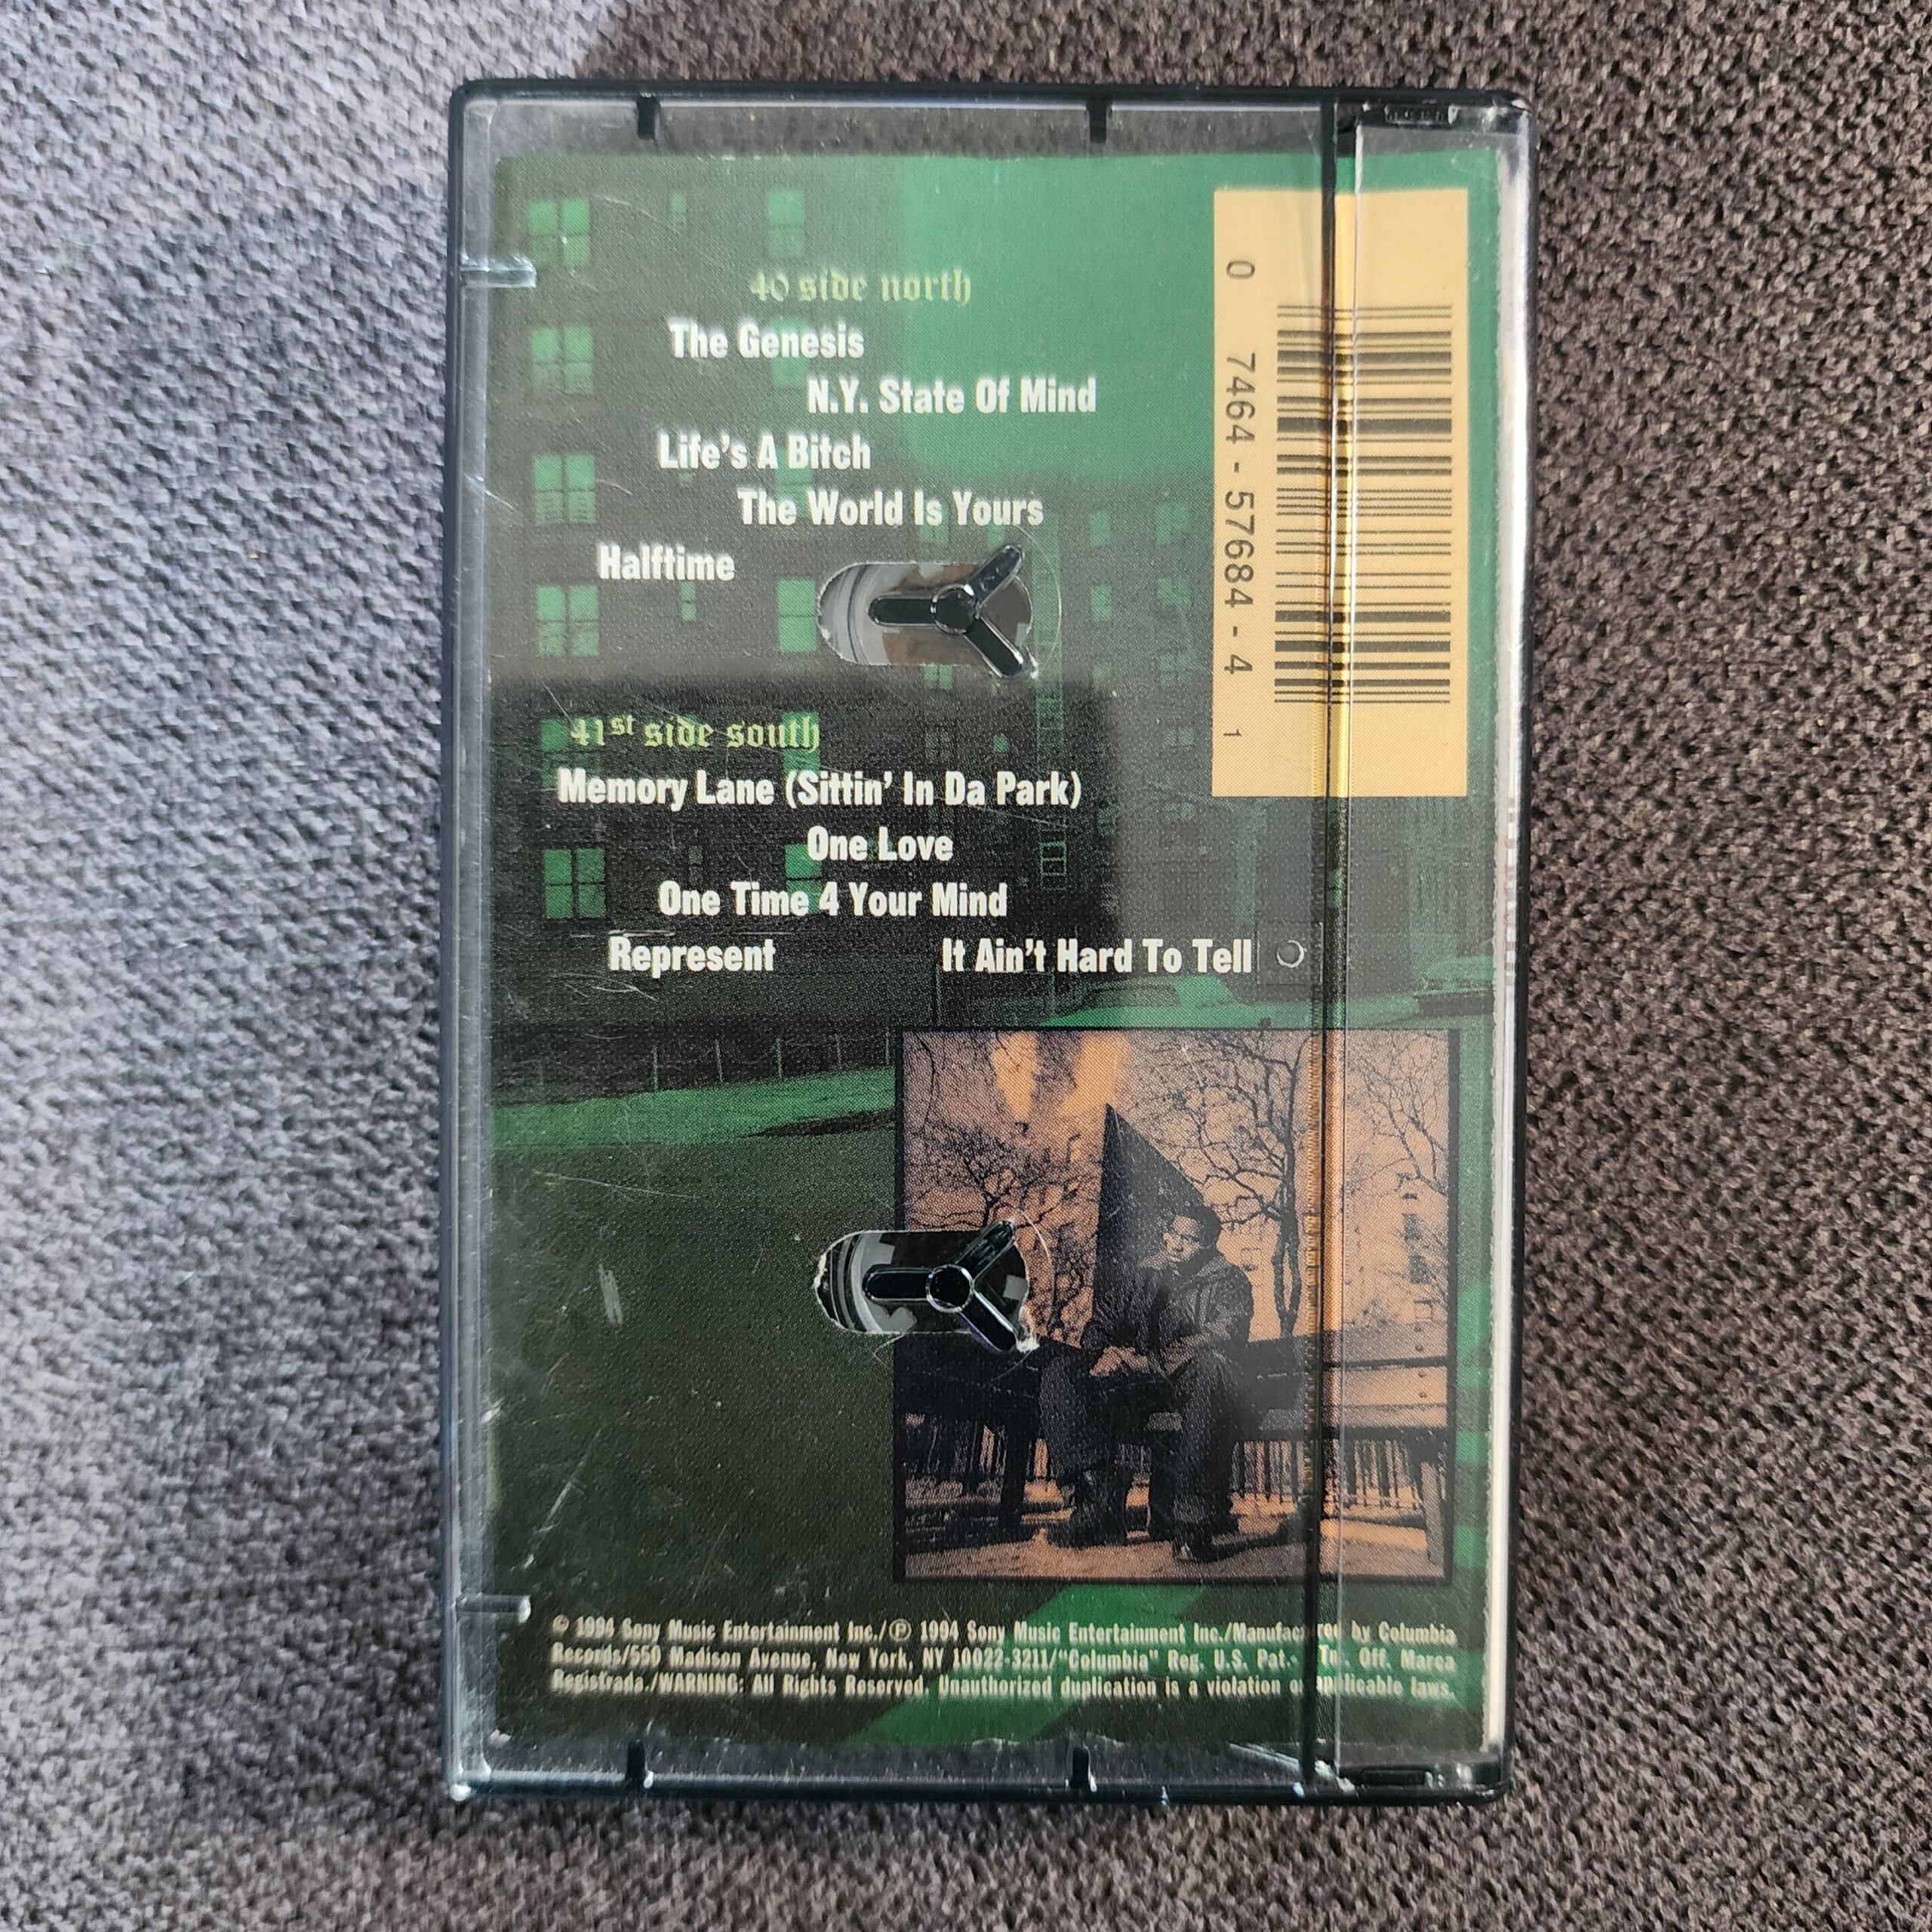 40 side north
The Genesis
N.Y. State Of Mind
Life's A Bitch
The World Is Yours
Halftime
41st side south
Memory Lane (Sittin' In Da Park)
One Love
One Time 4 Your Mind
Represent It Ain't Hard To Tell
0 7464-57684-4 1
© 1994 Sony Music Entertainment Inc./℗ 1994 Sony Music Entertainment Inc./Manufactured by Columbia
Records/550 Madison Avenue, New York, NY 10022-3211/"Columbia" Reg. U.S. Pat. Tm. Off. Marca
Registrada./WARNING: All Rights Reserved. Unauthorized duplication is a violation of applicable laws.